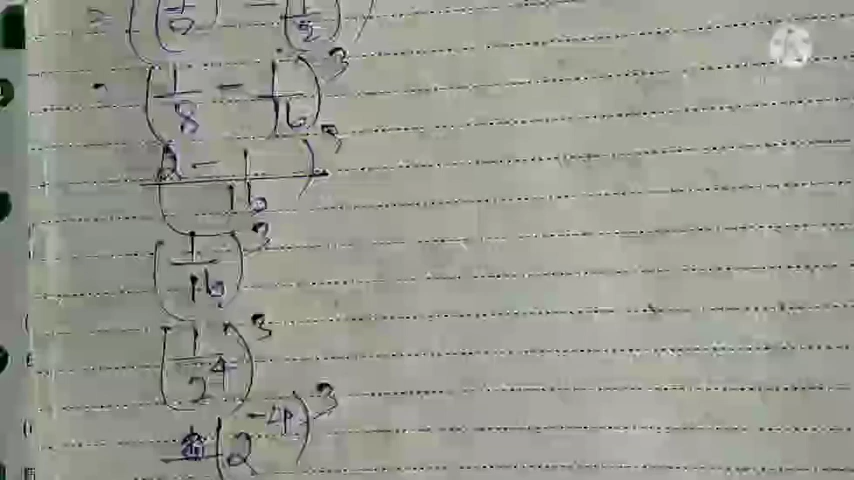 (1/8 - 1/16)^3
(2 - 1 / 16)^3
(1/16)^3
(1/2^4)^3
(2^-4)^3